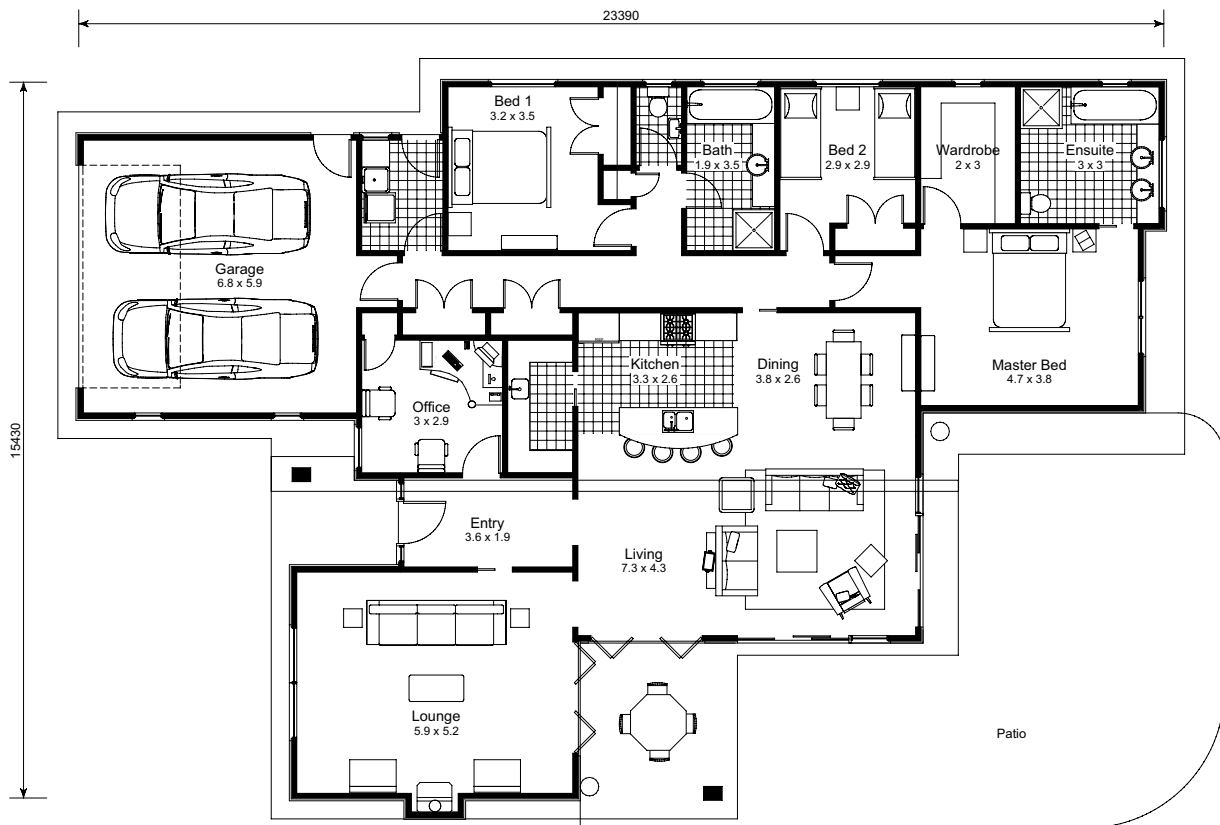 23390
Bed 1
3.2 x 3.5
Bath
1.9 x 3.5
Bed 2
2.9 x 2.9
Wardrobe
2 x 3
Ensuite
3 x 3
Garage
6.8 x 5.9
Kitchen
3.3 x 2.6
Dining
3.8 x 2.6
Master Bed
4.7 x 3.8
Office
3 x 2.9
15430
Entry
3.6 x 1.9
Living
7.3 x 4.3
Lounge
5.9 x 5.2
Patio